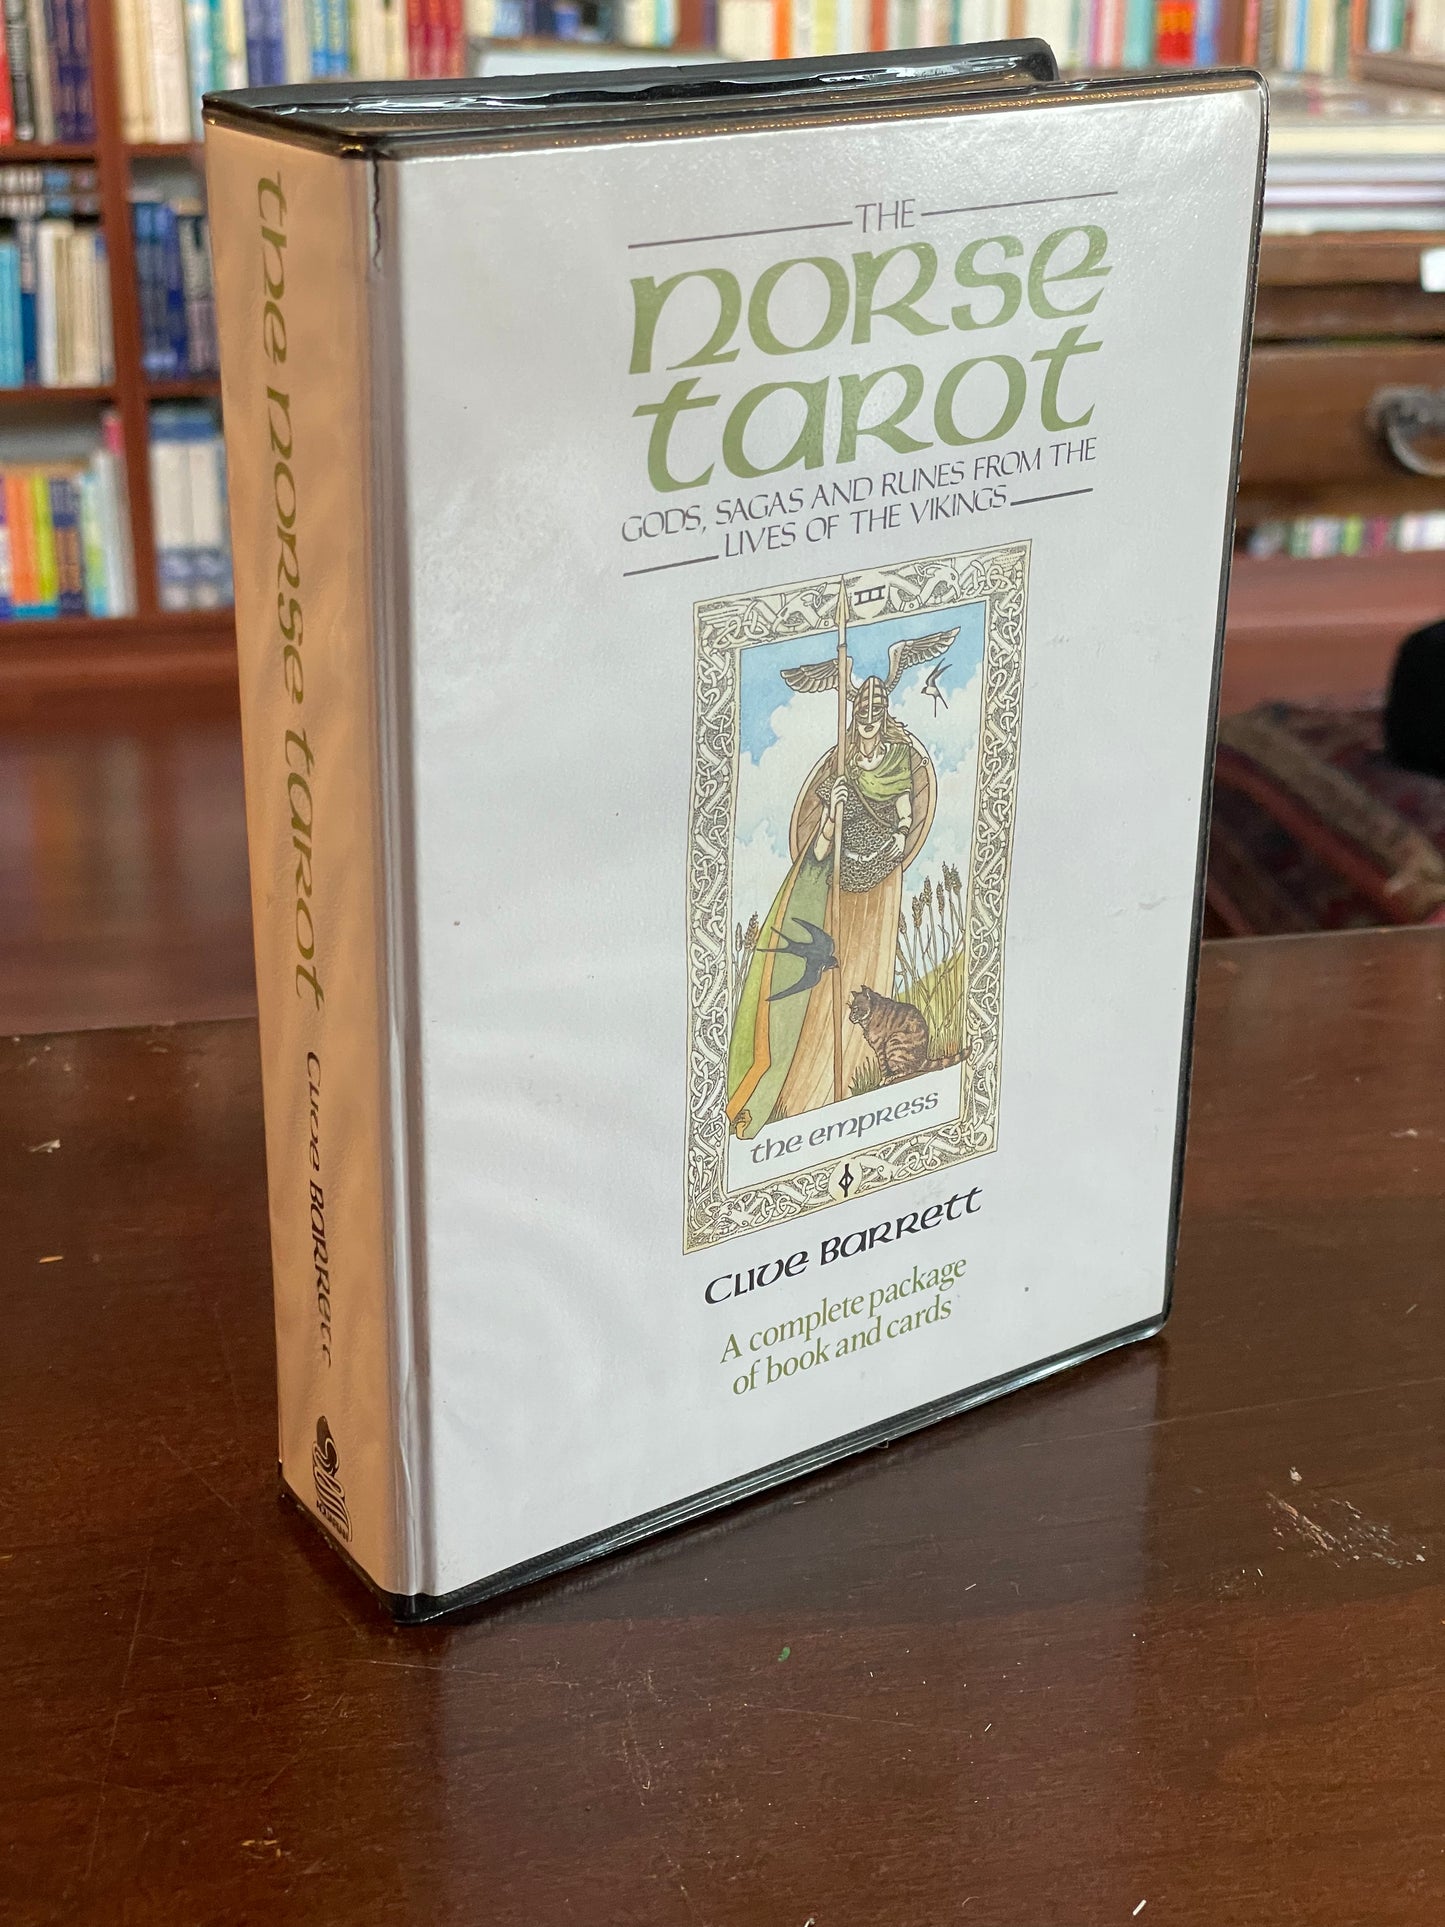 THE
NORSE
TAROT
GODS, SAGAS AND RUNES FROM THE
LIVES OF THE VIKINGS
III
the empress
Clive Barrett
A complete package
of book and cards
the norse tarot Clive Barrett
AQUARIAN